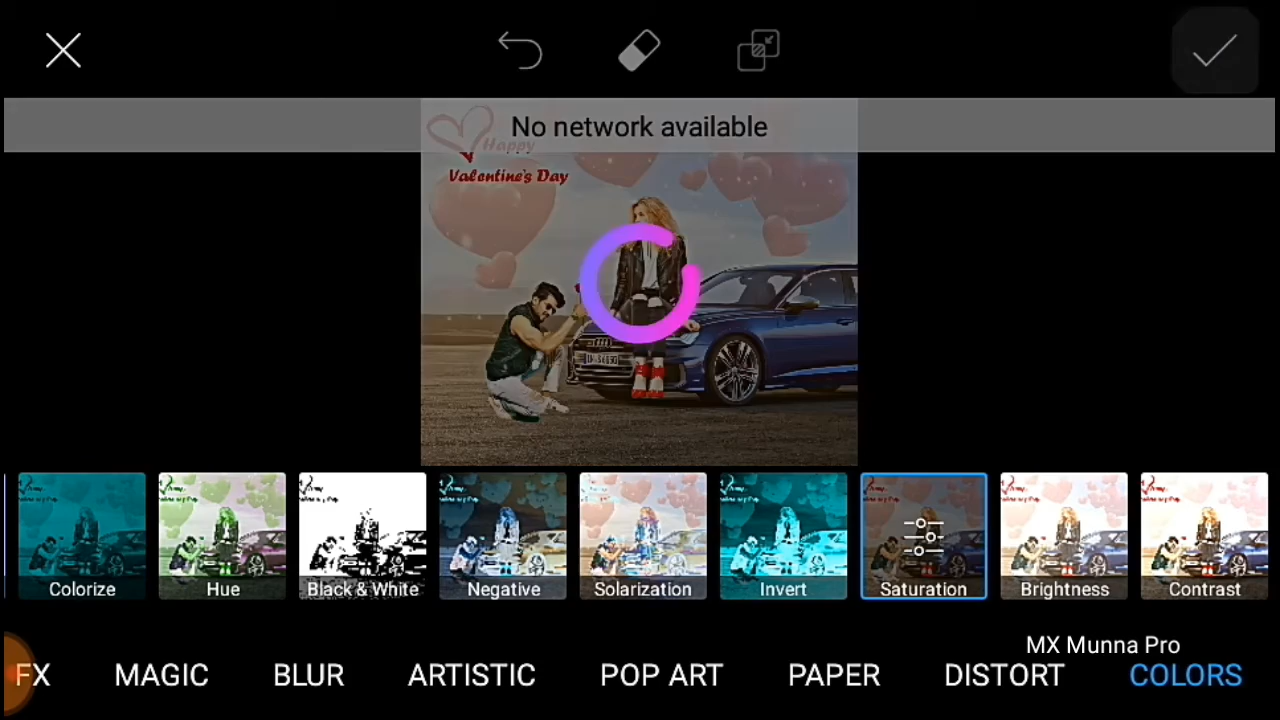 No network available
Happy
Valentine's Day
Colorize
Hue
Black & White
Negative
Solarization
Invert
Saturation
Brightness
Contrast
MX Munna Pro
FX
MAGIC
BLUR
ARTISTIC
POP ART
PAPER
DISTORT
COLORS